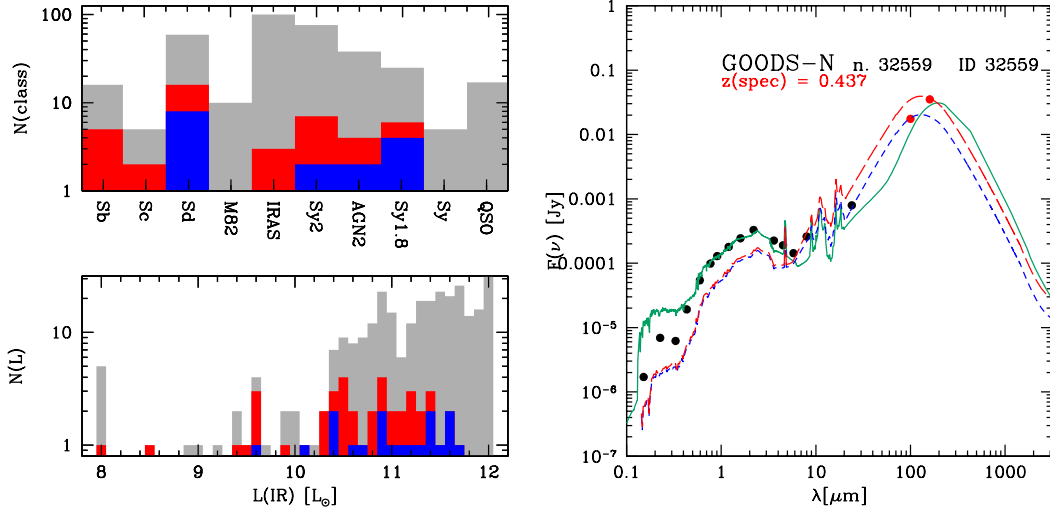 100
10
1
N(class)
Sb
Sc
Sd
M82
IRAS
Sy2
AGN2
Sy1.8
Sy
QSO
10
1
N(L)
8
9
10
11
12
L(IR) [L☉]
1
0.1
0.01
0.001
0.0001
10⁻⁵
10⁻⁶
10⁻⁷
F(ν) [Jy]
GOODS-N n. 32559 ID 32559
z(spec) = 0.437
0.1
1
10
100
1000
λ[μm]